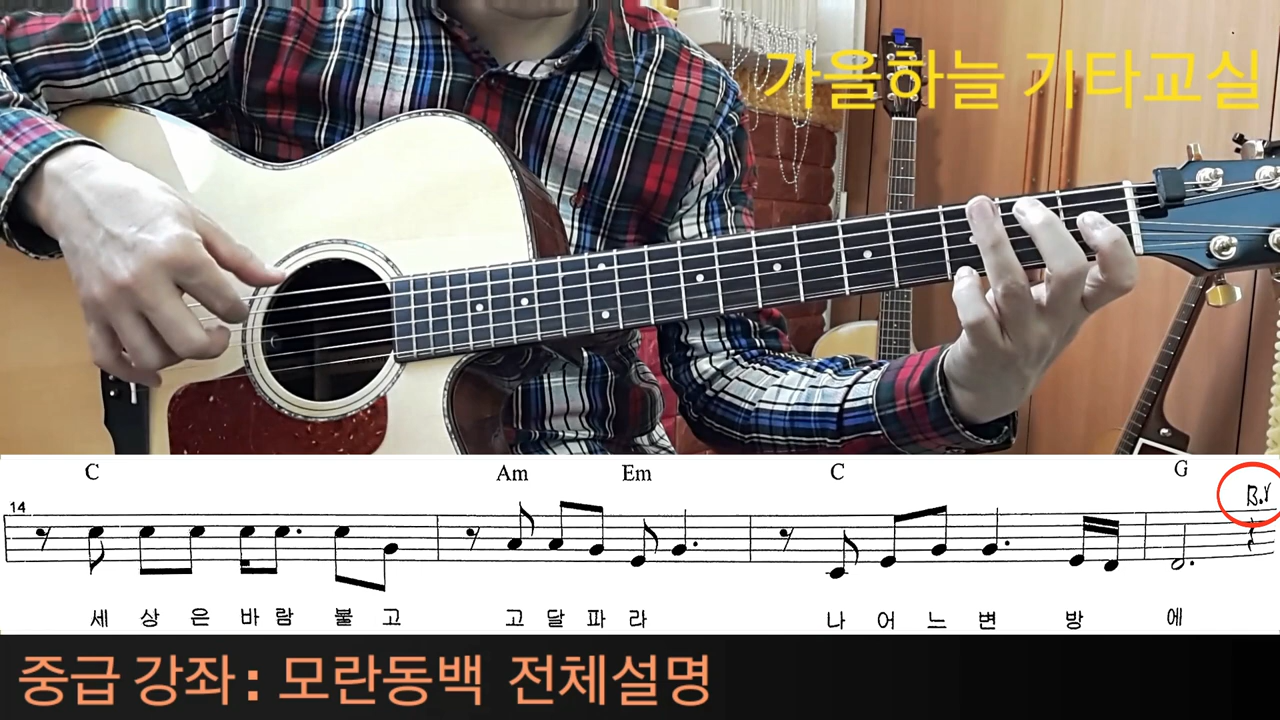 가을하늘 기타교실
C Am Em C G
14
세 상 은 바 람 불 고 고 달 파 라 나 어 느 변 방 에
중급 강좌 : 모란동백 전체설명